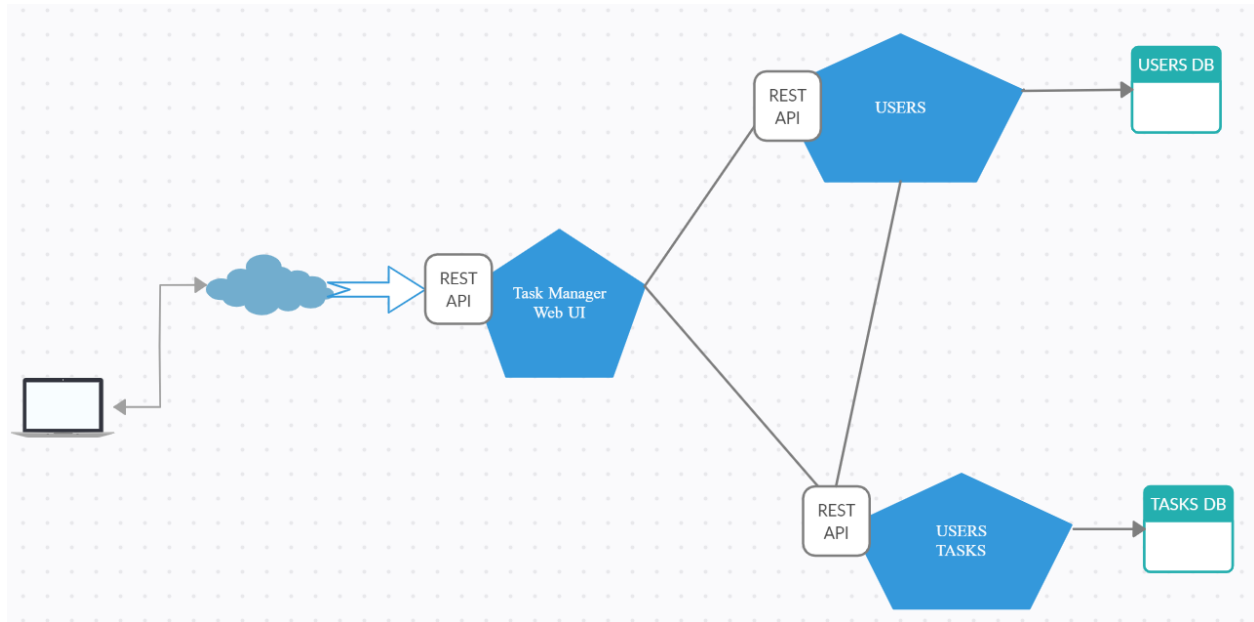 USERS DB
REST
API
USERS
REST
API
Task Manager
Web UI
REST
API
USERS
TASKS
TASKS DB